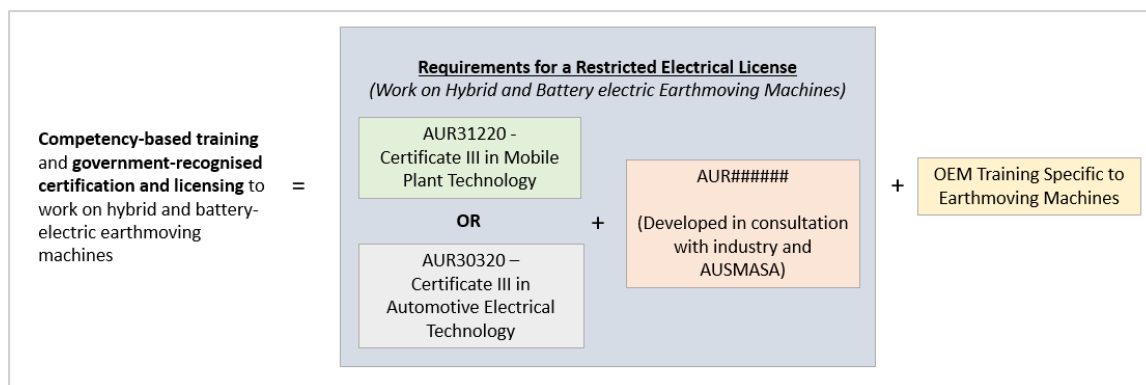 Competency-based training
and government-recognised
certification and licensing to
work on hybrid and battery-
electric earthmoving
machines
=
Requirements for a Restricted Electrical License
(Work on Hybrid and Battery electric Earthmoving Machines)
AUR31220 -
Certificate III in Mobile
Plant Technology
OR
AUR30320 –
Certificate III in
Automotive Electrical
Technology
+
AUR######
(Developed in consultation
with industry and
AUSMASA)
+
OEM Training Specific to
Earthmoving Machines